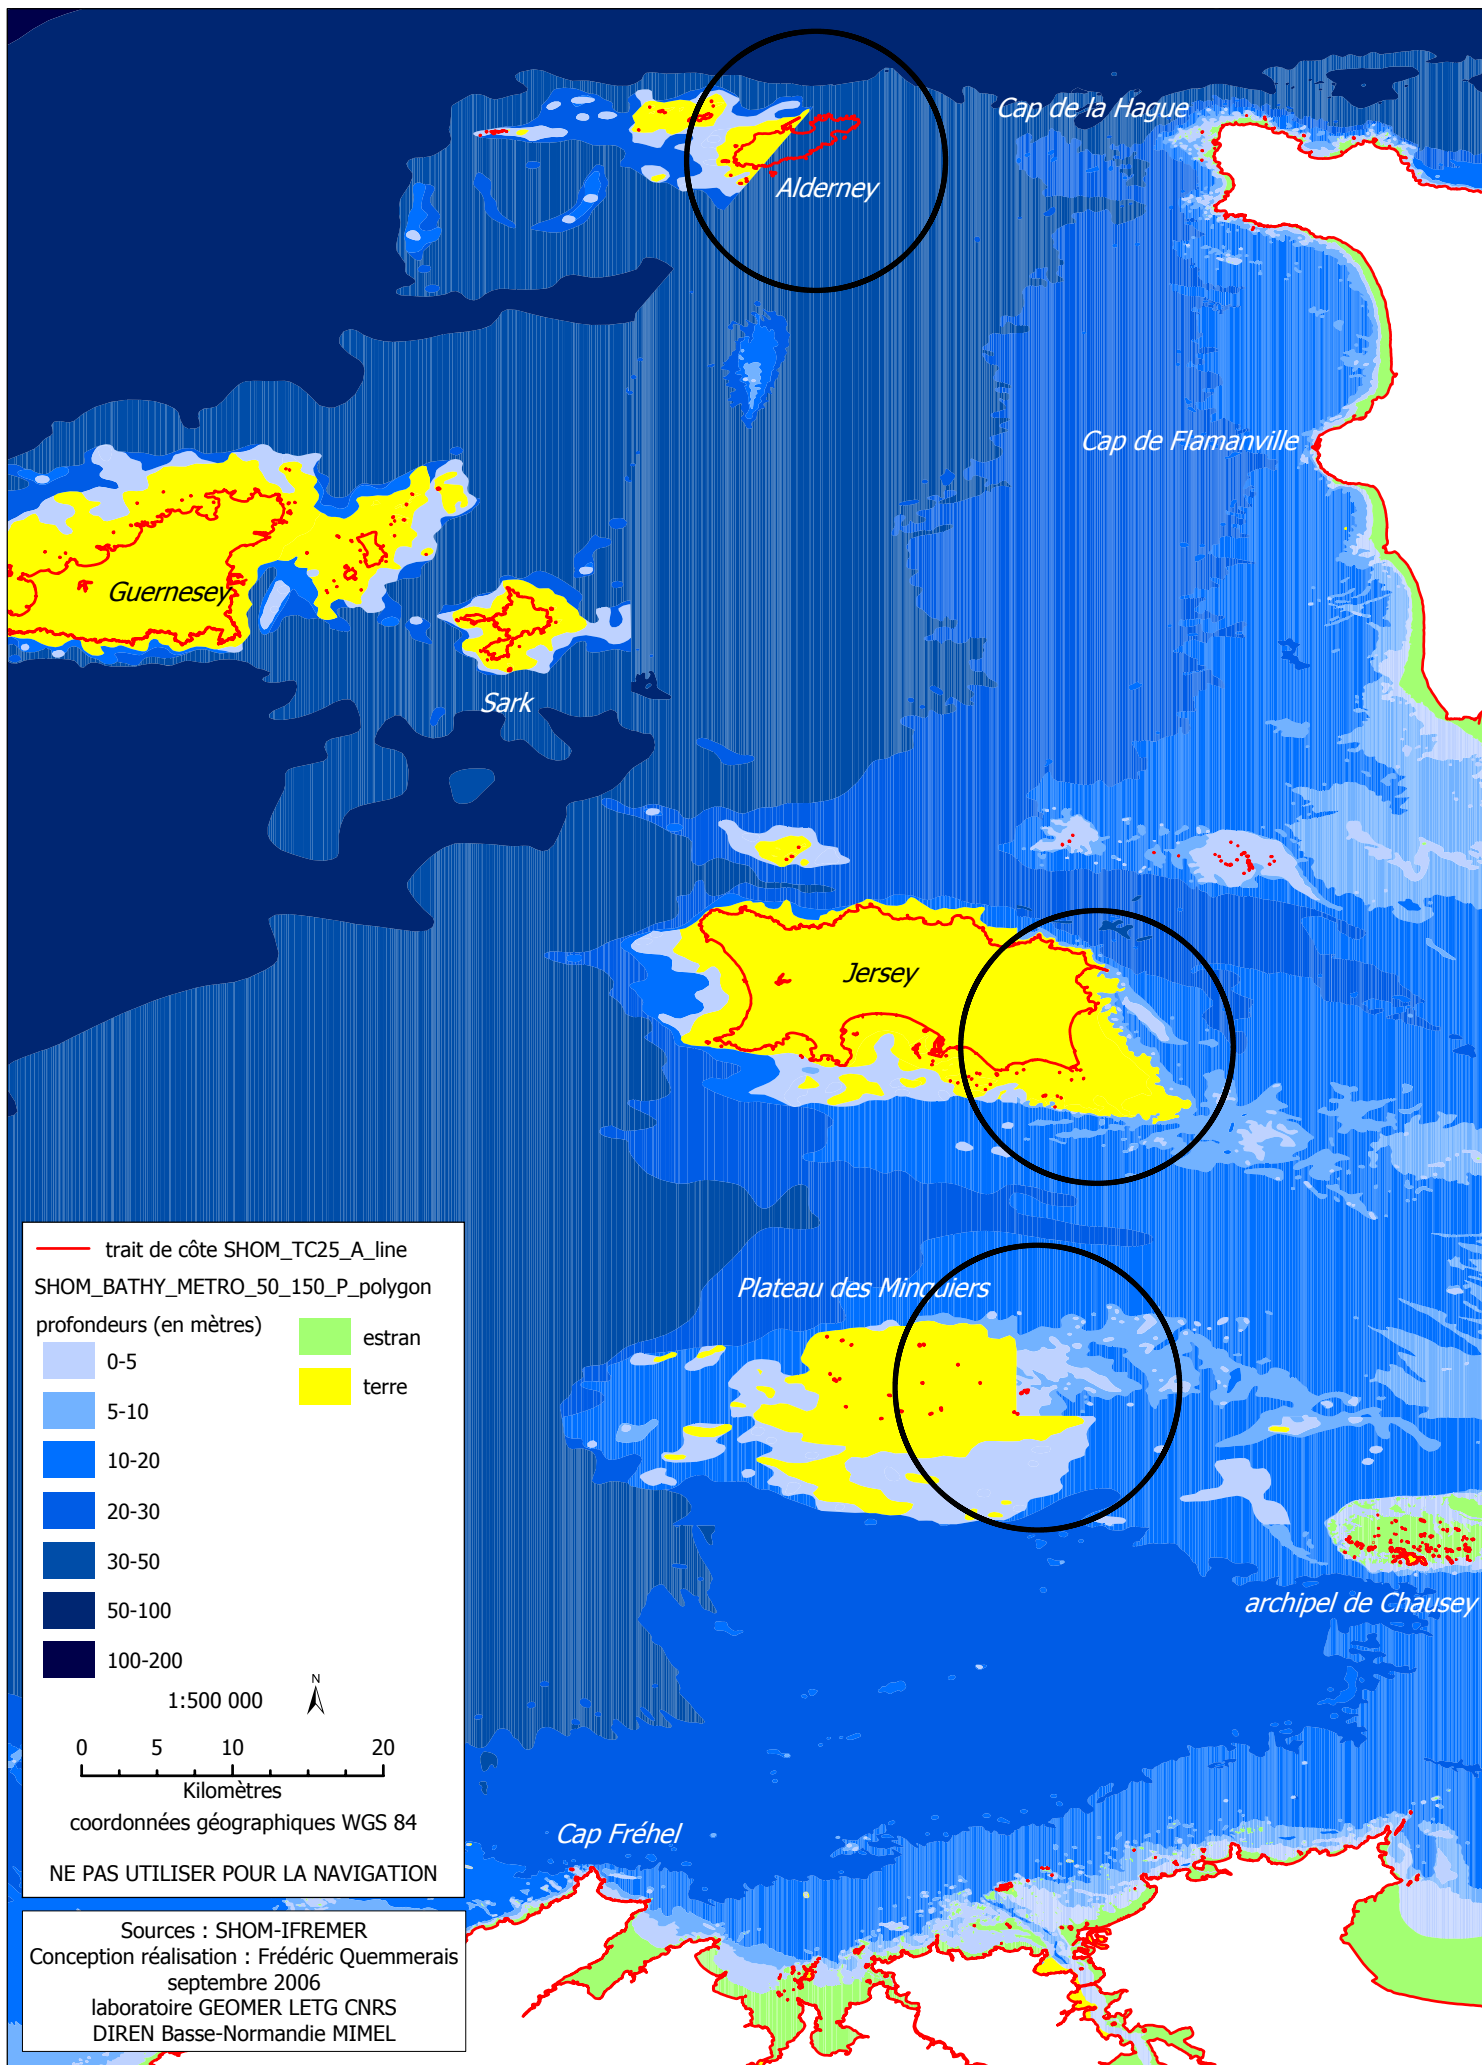 Cap de la Hague
Alderney
Cap de Flamanville
Guernesey
Sark
Jersey
Plateau des Minquiers
archipel de Chausey
Cap Fréhel
trait de côte SHOM_TC25_A_line
SHOM_BATHY_METRO_50_150_P_polygon
profondeurs (en mètres)
0-5
5-10
10-20
20-30
30-50
50-100
100-200
estran
terre
1:500 000
N
0 5 10 20
Kilomètres
coordonnées géographiques WGS 84
NE PAS UTILISER POUR LA NAVIGATION
Sources : SHOM-IFREMER
Conception réalisation : Frédéric Quemmerais
septembre 2006
laboratoire GEOMER LETG CNRS
DIREN Basse-Normandie MIMEL